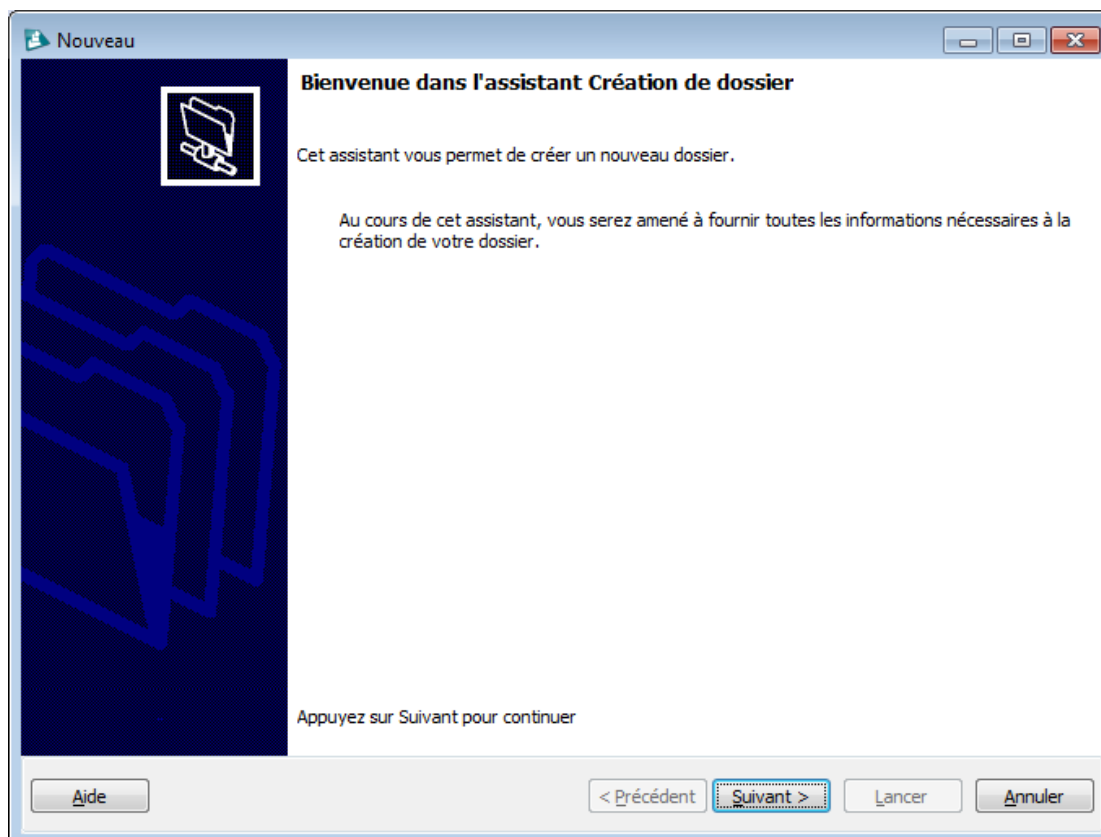 Nouveau
Bienvenue dans l'assistant Création de dossier
Cet assistant vous permet de créer un nouveau dossier.
Au cours de cet assistant, vous serez amené à fournir toutes les informations nécessaires à la
création de votre dossier.
Appuyez sur Suivant pour continuer
Aide < Précédent Suivant > Lancer Annuler